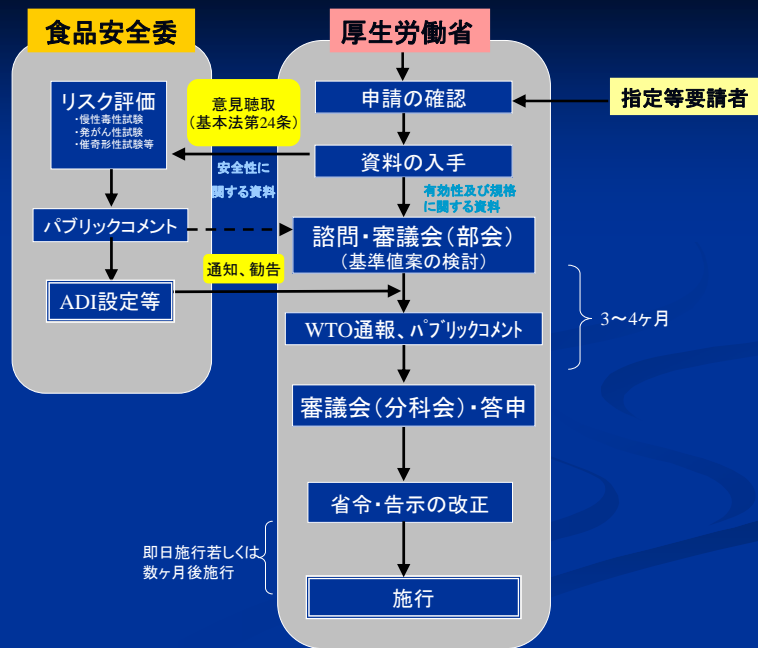 食品安全委
厚生労働省
リスク評価
・慢性毒性試験
・発がん性試験
・催奇形性試験等
意見聴取
(基本法第24条)
申請の確認
指定等要請者
資料の入手
安全性に
関する資料
有効性及び規格
に関する資料
パブリックコメント
諮問・審議会(部会)
(基準値案の検討)
通知、勧告
ADI設定等
WTO通報、パブリックコメント
3〜4ヶ月
審議会(分科会)・答申
省令・告示の改正
即日施行若しくは
数ヶ月後施行
施行